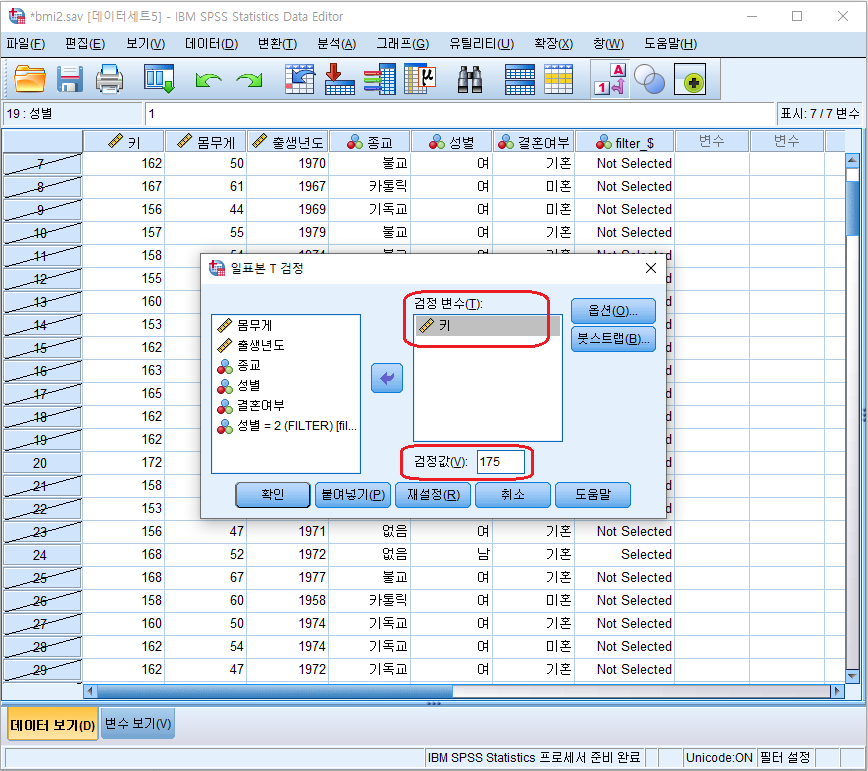 *bmi2.sav [데이터세트5] - IBM SPSS Statistics Data Editor
파일(F) 편집(E) 보기(V) 데이터(D) 변환(T) 분석(A) 그래프(G) 유틸리티(U) 확장(X) 창(W) 도움말(H)
19 : 성별 1 표시: 7 / 7 변수
키 몸무게 출생년도 종교 성별 결혼여부 filter_$ 변수 변수
7 162 50 1970 불교 여 기혼 Not Selected
8 167 61 1967 카톨릭 여 미혼 Not Selected
9 156 44 1969 기독교 여 미혼 Not Selected
10 157 55 1979 불교 여 기혼 Not Selected
11 158
12 155
13 160
14 153
15 162
16 163
17 165
18 162
19 162
20 172
21 158
22 153
일표본 T 검정
몸무게
출생년도
종교
성별
결혼여부
성별 = 2 (FILTER) [fil...
검정 변수(T):
키
옵션(O)...
붓스트랩(B)...
검정값(V): 175
확인 붙여넣기(P) 재설정(R) 취소 도움말
23 156 47 1971 없음 여 기혼 Not Selected
24 168 52 1972 없음 남 기혼 Selected
25 168 67 1977 불교 여 기혼 Not Selected
26 158 60 1958 카톨릭 여 미혼 Not Selected
27 160 50 1974 기독교 여 기혼 Not Selected
28 162 54 1974 기독교 여 미혼 Not Selected
29 162 47 1972 기독교 여 기혼 Not Selected
데이터 보기(D) 변수 보기(V)
IBM SPSS Statistics 프로세서 준비 완료 Unicode:ON 필터 설정